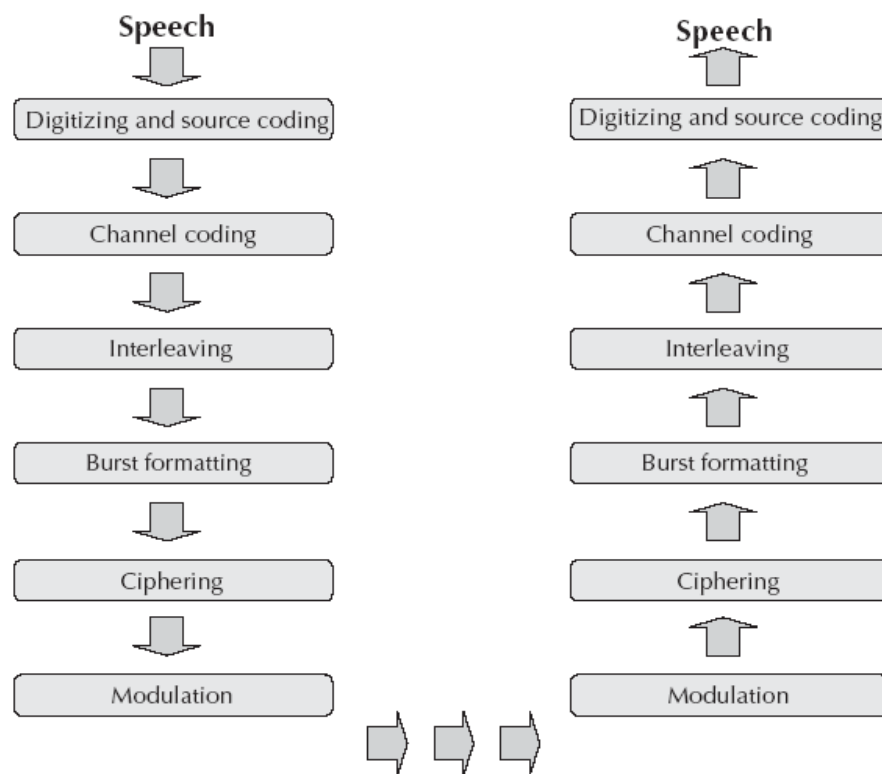 Speech
Digitizing and source coding
Channel coding
Interleaving
Burst formatting
Ciphering
Modulation
Speech
Digitizing and source coding
Channel coding
Interleaving
Burst formatting
Ciphering
Modulation